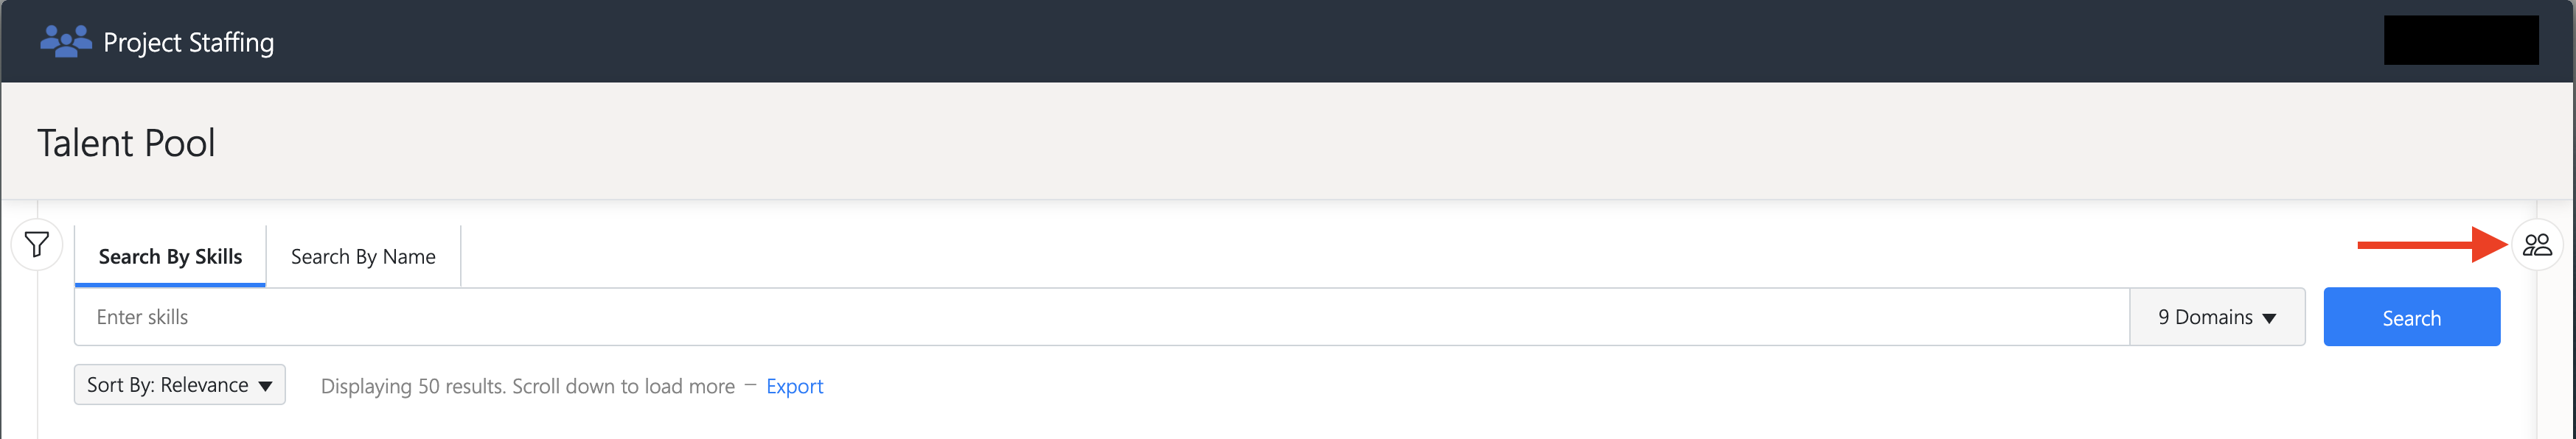 Project Staffing
Talent Pool
Search By Skills
Search By Name
Enter skills
9 Domains
Search
Sort By: Relevance
Displaying 50 results. Scroll down to load more – Export